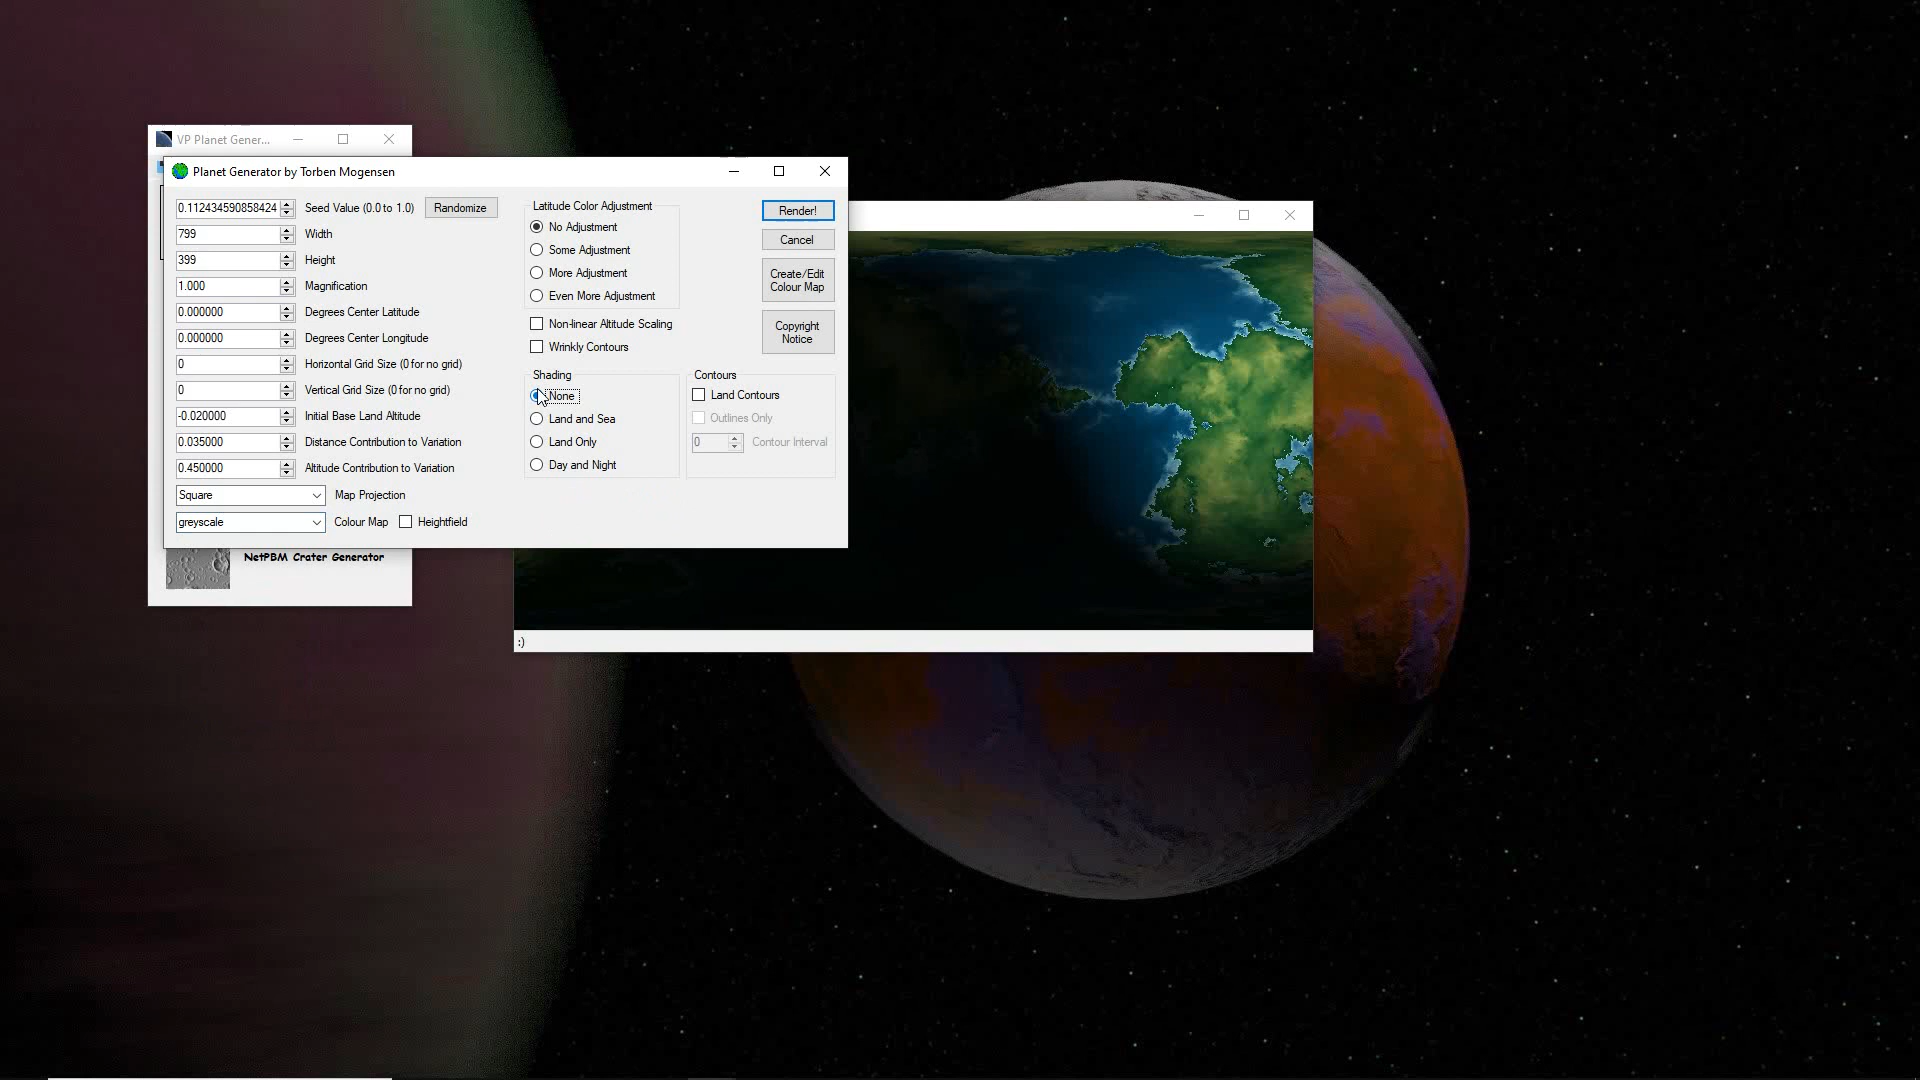 VP Planet Gener...
Planet Generator by Torben Mogensen
0.112434590858424 Seed Value (0.0 to 1.0) Randomize
799 Width
399 Height
1.000 Magnification
0.000000 Degrees Center Latitude
0.000000 Degrees Center Longitude
0 Horizontal Grid Size (0 for no grid)
0 Vertical Grid Size (0 for no grid)
-0.020000 Initial Base Land Altitude
0.035000 Distance Contribution to Variation
0.450000 Altitude Contribution to Variation
Square Map Projection
greyscale Colour Map Heightfield
Latitude Color Adjustment
No Adjustment
Some Adjustment
More Adjustment
Even More Adjustment
Non-linear Altitude Scaling
Wrinkly Contours
Shading
None
Land and Sea
Land Only
Day and Night
Contours
Land Contours
Outlines Only
0 Contour Interval
Render!
Cancel
Create/Edit
Colour Map
Copyright
Notice
NetPBM Crater Generator
:)